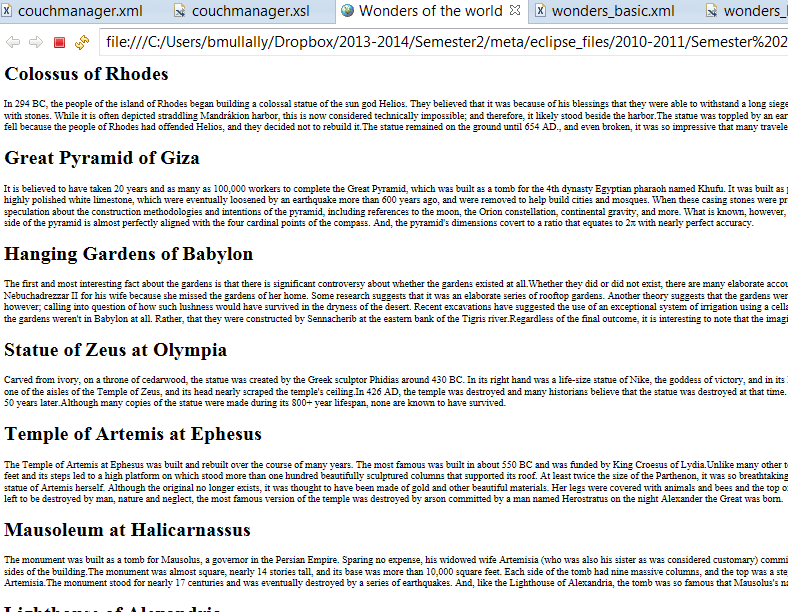 couchmanager.xml couchmanager.xsl Wonders of the world wonders_basic.xml wonders_
file:///C:/Users/bmullally/Dropbox/2013-2014/Semester2/meta/eclipse_files/2010-2011/Semester%202
Colossus of Rhodes
In 294 BC, the people of the island of Rhodes began building a colossal statue of the sun god Helios. They believed that it was because of his blessings that they were able to withstand a long siege
with stones. While it is often depicted straddling Mandrákion harbor, this is now considered technically impossible; and therefore, it likely stood beside the harbor.The statue was toppled by an ear
fell because the people of Rhodes had offended Helios, and they decided not to rebuild it.The statue remained on the ground until 654 AD., and even broken, it was so impressive that many travele
Great Pyramid of Giza
It is believed to have taken 20 years and as many as 100,000 workers to complete the Great Pyramid, which was built as a tomb for the 4th dynasty Egyptian pharaoh named Khufu. It was built as
highly polished white limestone, which were eventually loosened by an earthquake more than 600 years ago, and were removed to help build cities and mosques. When these casing stones were pr
speculation about the construction methodologies and intentions of the pyramid, including references to the moon, the Orion constellation, continental gravity, and more. What is known, however,
side of the pyramid is almost perfectly aligned with the four cardinal points of the compass. And, the pyramid's dimensions covert to a ratio that equates to 2π with nearly perfect accuracy.
Hanging Gardens of Babylon
The first and most interesting fact about the gardens is that there is significant controversy about whether the gardens existed at all.Whether they did or did not exist, there are many elaborate accou
Nebuchadrezzar II for his wife because she missed the gardens of her home. Some research suggests that it was an elaborate series of rooftop gardens. Another theory suggests that the gardens wer
however; calling into question of how such lushness would have survived in the dryness of the desert. Recent excavations have suggested the use of an exceptional system of irrigation using a cella
the gardens weren't in Babylon at all. Rather, that they were constructed by Sennacherib at the eastern bank of the Tigris river.Regardless of the final outcome, it is interesting to note that the imagi
Statue of Zeus at Olympia
Carved from ivory, on a throne of cedarwood, the statue was created by the Greek sculptor Phidias around 430 BC. In its right hand was a life-size statue of Nike, the goddess of victory, and in its
one of the aisles of the Temple of Zeus, and its head nearly scraped the temple's ceiling.In 426 AD, the temple was destroyed and many historians believe that the statue was destroyed at that time.
50 years later.Although many copies of the statue were made during its 800+ year lifespan, none are known to have survived.
Temple of Artemis at Ephesus
The Temple of Artemis at Ephesus was built and rebuilt over the course of many years. The most famous was built in about 550 BC and was funded by King Croesus of Lydia.Unlike many other t
feet and its steps led to a high platform on which stood more than one hundred beautifully sculptured columns that supported its roof. At least twice the size of the Parthenon, it was so breathtaking
statue of Artemis herself. Although the original no longer exists, it was thought to have been made of gold and other beautiful materials. Her legs were covered with animals and bees and the top o
left to be destroyed by man, nature and neglect, the most famous version of the temple was destroyed by arson committed by a man named Herostratus on the night Alexander the Great was born.
Mausoleum at Halicarnassus
The monument was built as a tomb for Mausolus, a governor in the Persian Empire. Sparing no expense, his widowed wife Artemisia (who was also his sister as was considered customary) commi
sides of the building.The monument was almost square, nearly 14 stories tall, and its base was more than 10,000 square feet. Each side of the tomb had nine massive columns, and the top was a ste
Artemisia.The monument stood for nearly 17 centuries and was eventually destroyed by a series of earthquakes. And, like the Lighthouse of Alexandria, the tomb was so famous that Mausolus's na
Lighthouse of Alexandria